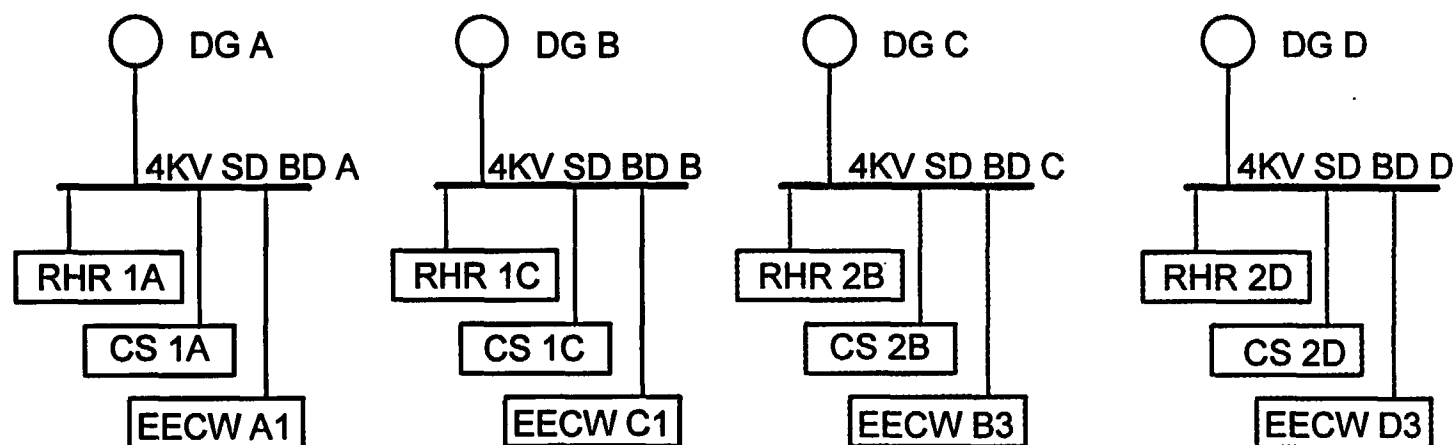 DG A DG B DG C DG D
4KV SD BD A 4KV SD BD B 4KV SD BD C 4KV SD BD D
RHR 1A RHR 1C RHR 2B RHR 2D
CS 1A CS 1C CS 2B CS 2D
EECW A1 EECW C1 EECW B3 EECW D3